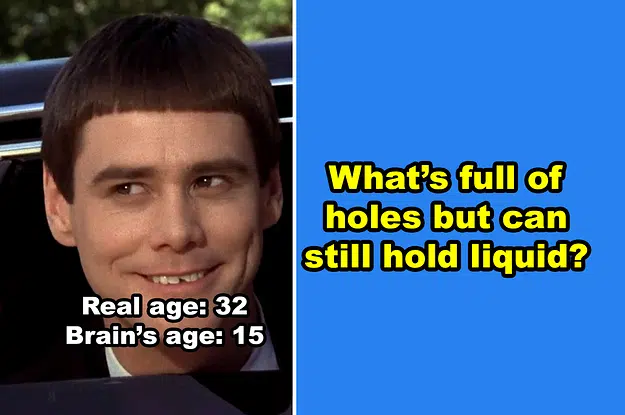 Real age: 32
Brain's age: 15
What's full of
holes but can
still hold liquid?